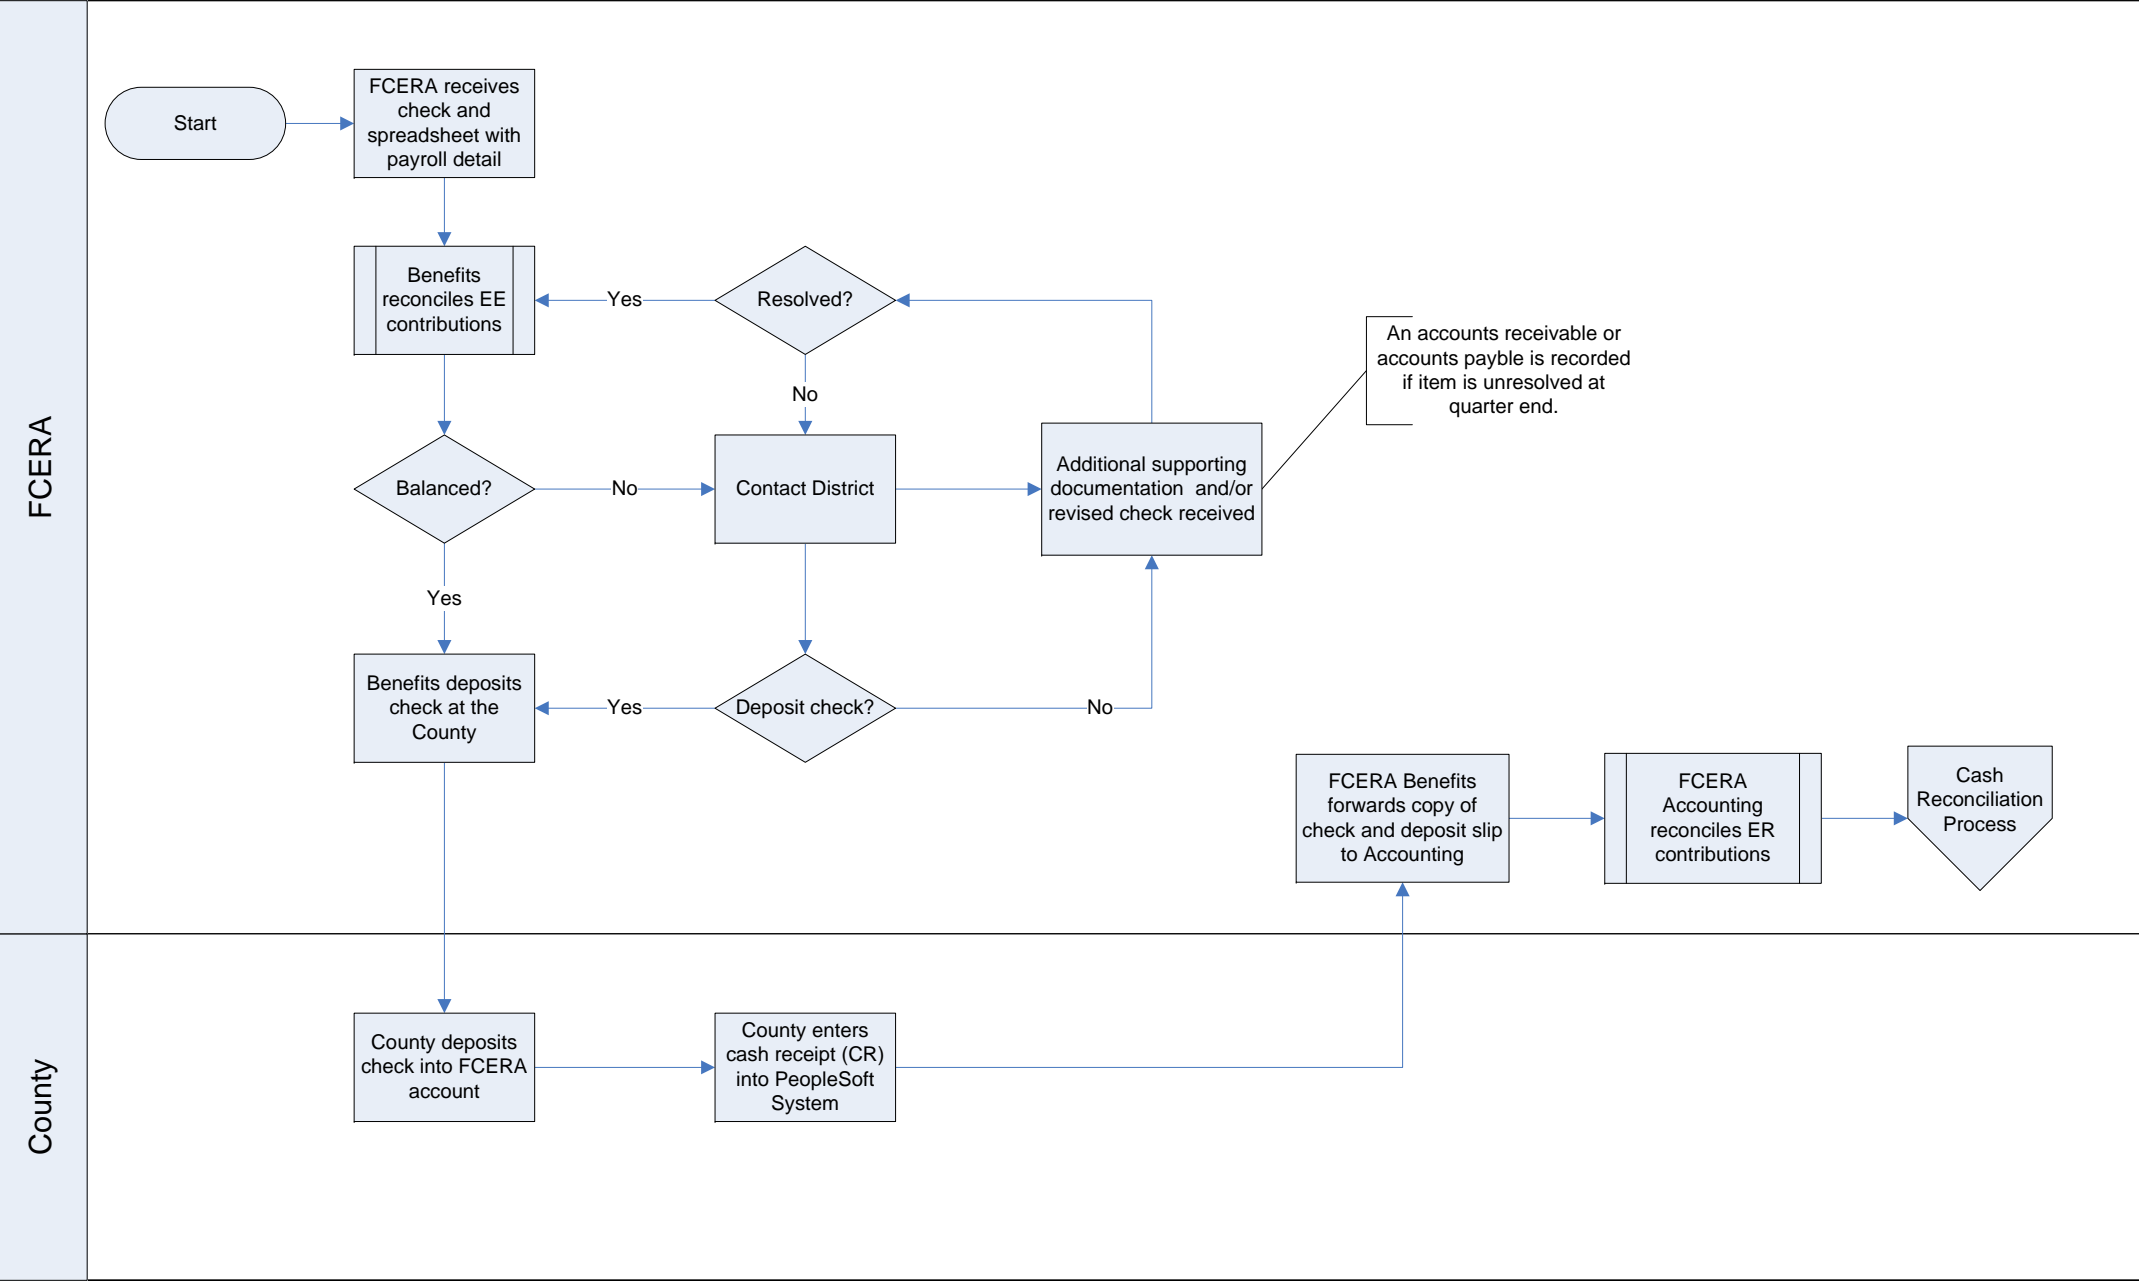 FCERA
Start
FCERA receives
check and
spreadsheet with
payroll detail
Benefits
reconciles EE
contributions
Yes
Resolved?
No
An accounts receivable or
accounts payble is recorded
if item is unresolved at
quarter end.
Balanced?
No
Contact District
Additional supporting
documentation and/or
revised check received
Yes
Benefits deposits
check at the
County
Yes
Deposit check?
No
FCERA Benefits
forwards copy of
check and deposit slip
to Accounting
FCERA
Accounting
reconciles ER
contributions
Cash
Reconciliation
Process
County
County deposits
check into FCERA
account
County enters
cash receipt (CR)
into PeopleSoft
System